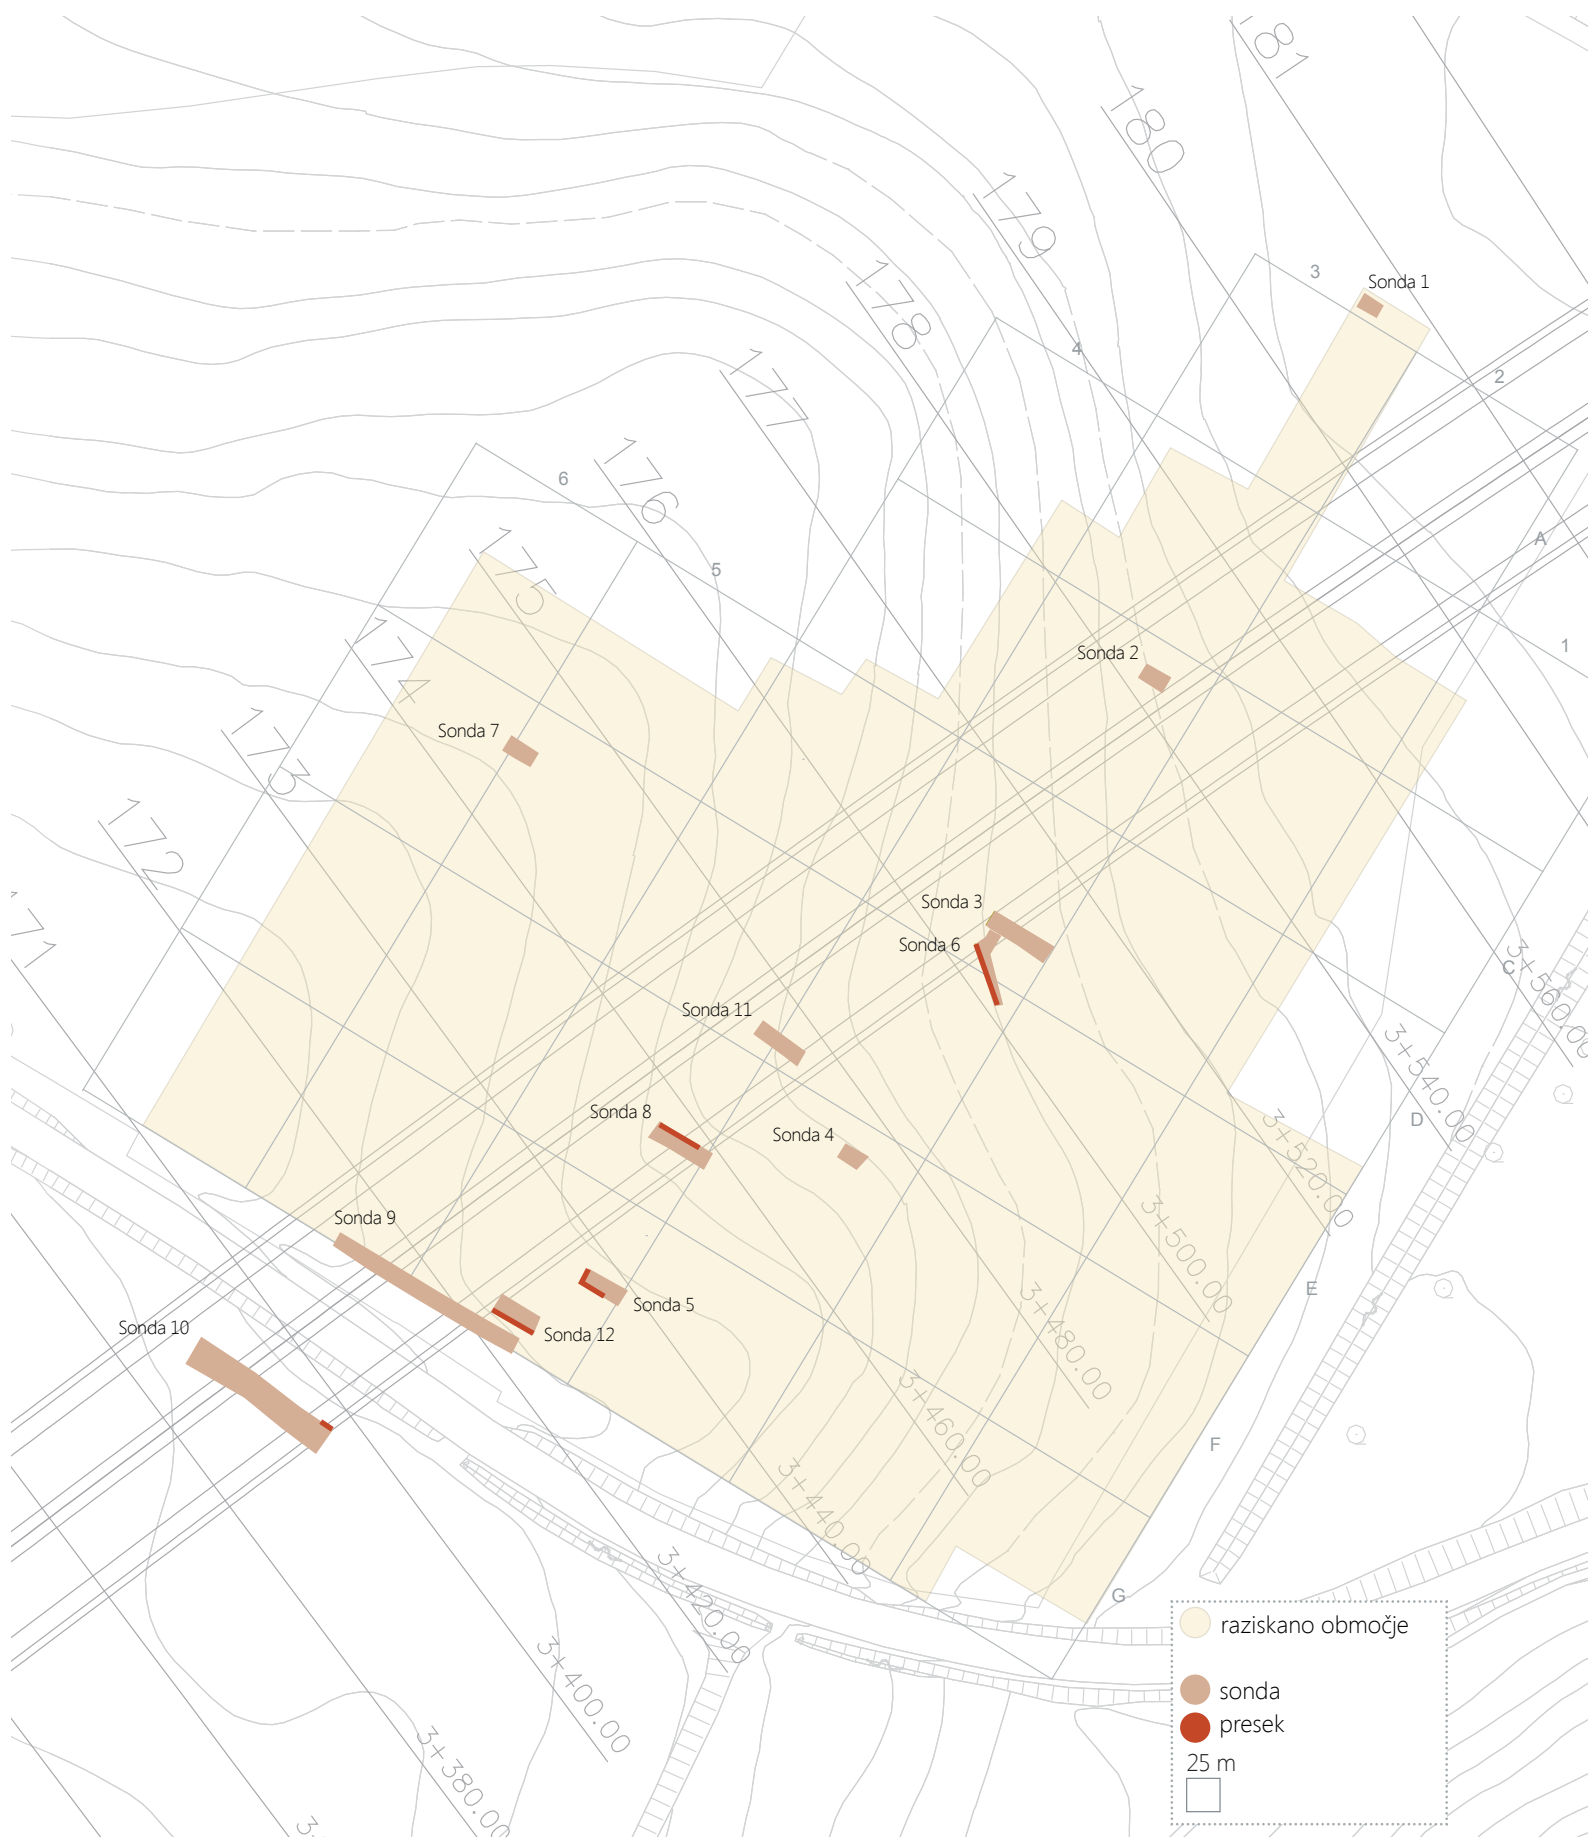 181
180
179
3
Sonda 1
178
4
2
177
6
176
A
175
5
1
Sonda 2
174
Sonda 7
173
172
Sonda 3
171
Sonda 6
3+560.00
C
Sonda 11
3+540.00
Sonda 8
D
Sonda 4
3+520.00
Sonda 9
3+500.00
E
Sonda 5
Sonda 10
Sonda 12
3+480.00
3+460.00
F
3+440.00
G
3+420.00
3+400.00
3+380.00
raziskano območje
sonda
presek
25 m